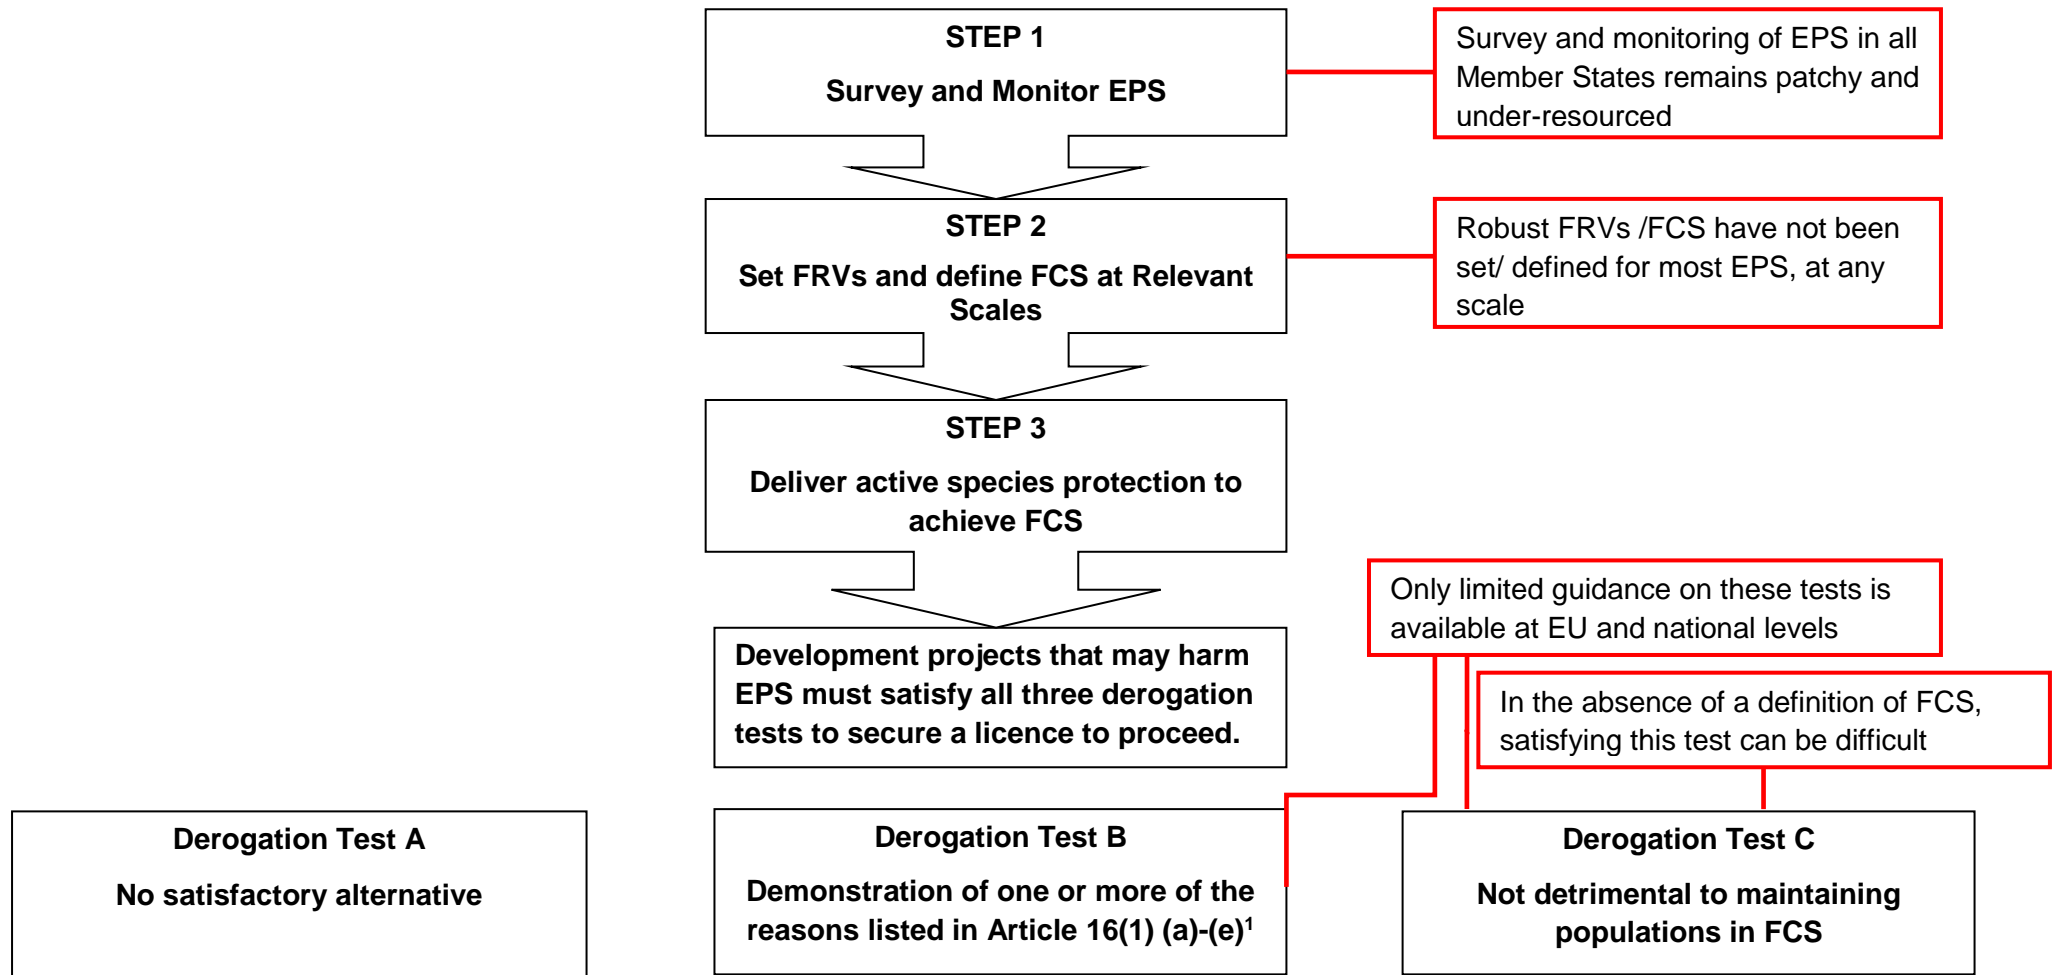 STEP 1
Survey and Monitor EPS
Survey and monitoring of EPS in all
Member States remains patchy and
under-resourced
STEP 2
Set FRVs and define FCS at Relevant
Scales
Robust FRVs /FCS have not been
set/ defined for most EPS, at any
scale
STEP 3
Deliver active species protection to
achieve FCS
Only limited guidance on these tests is
available at EU and national levels
Development projects that may harm
EPS must satisfy all three derogation
tests to secure a licence to proceed.
In the absence of a definition of FCS,
satisfying this test can be difficult
Derogation Test A
No satisfactory alternative
Derogation Test B
Demonstration of one or more of the
reasons listed in Article 16(1) (a)-(e)¹
Derogation Test C
Not detrimental to maintaining
populations in FCS